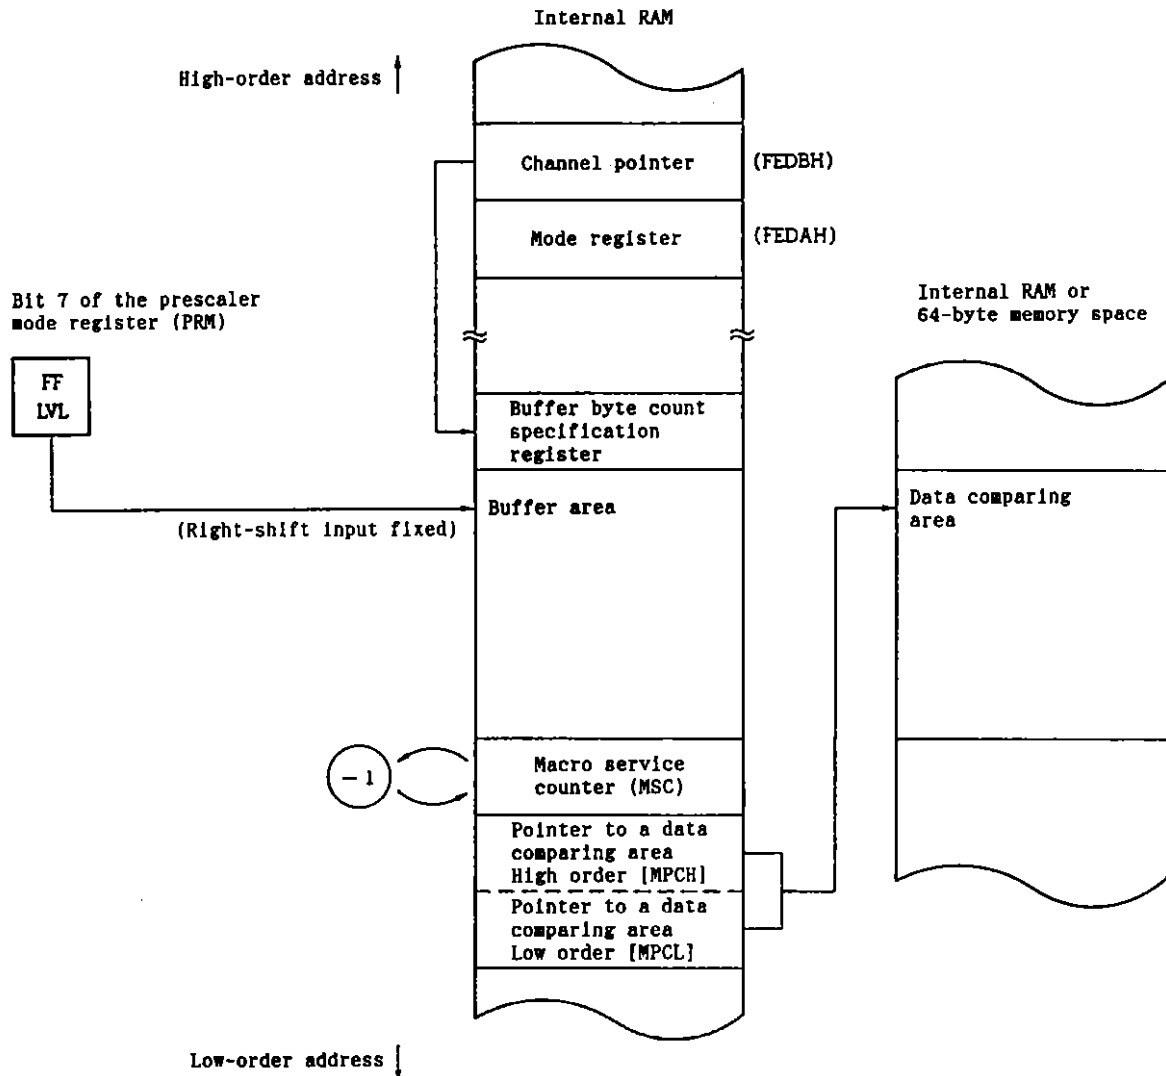 Internal RAM
High-order address
Channel pointer
(FEDBH)
Mode register
(FEDAH)
Bit 7 of the prescaler
mode register (PRM)
Internal RAM or
64-byte memory space
FF
LVL
Buffer byte count
specification
register
Buffer area
(Right-shift input fixed)
Data comparing
area
-1
Macro service
counter (MSC)
Pointer to a data
comparing area
High order [MPCH]
Pointer to a data
comparing area
Low order [MPCL]
Low-order address